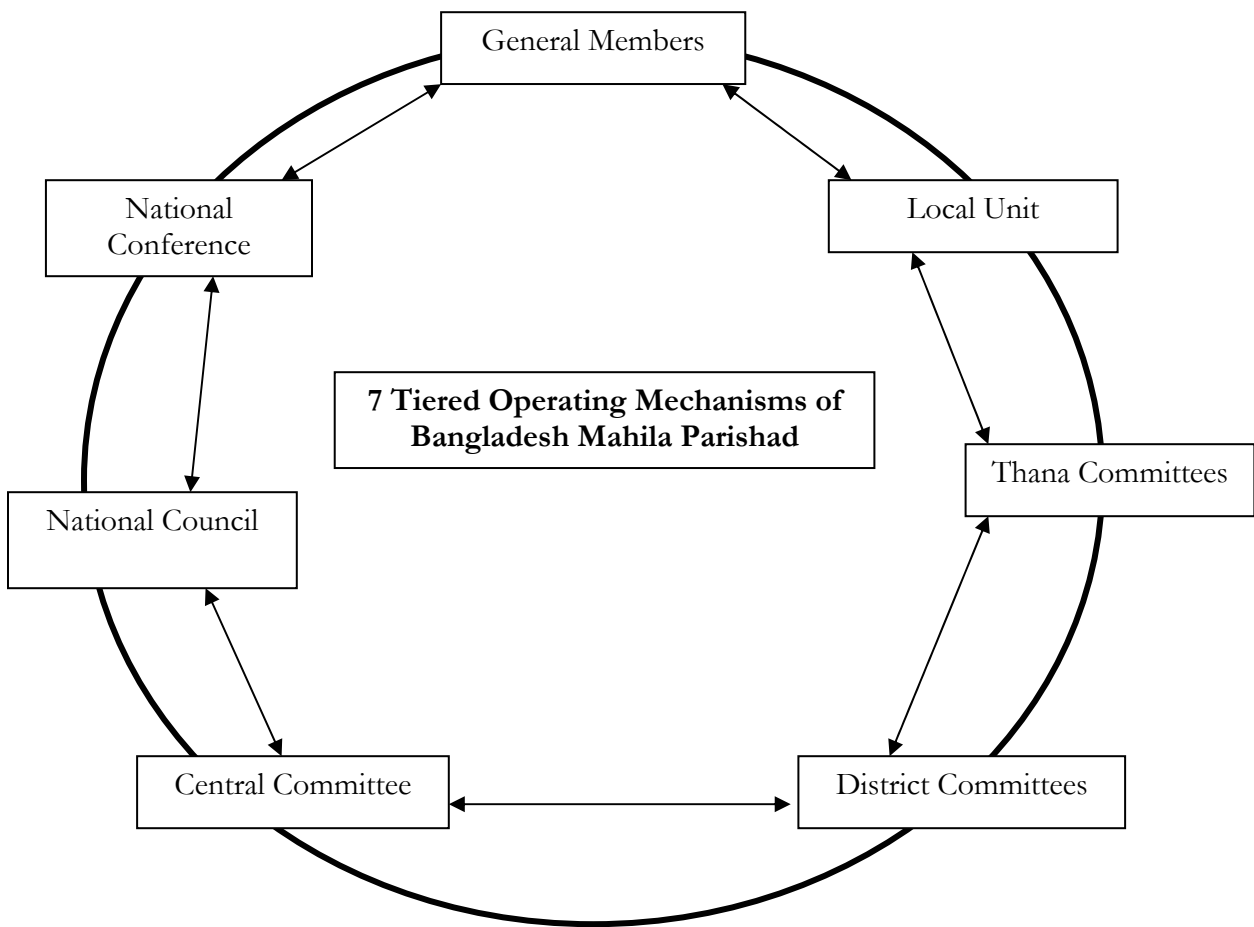 General Members
National
Conference
Local Unit
7 Tiered Operating Mechanisms of
Bangladesh Mahila Parishad
Thana Committees
National Council
Central Committee
District Committees